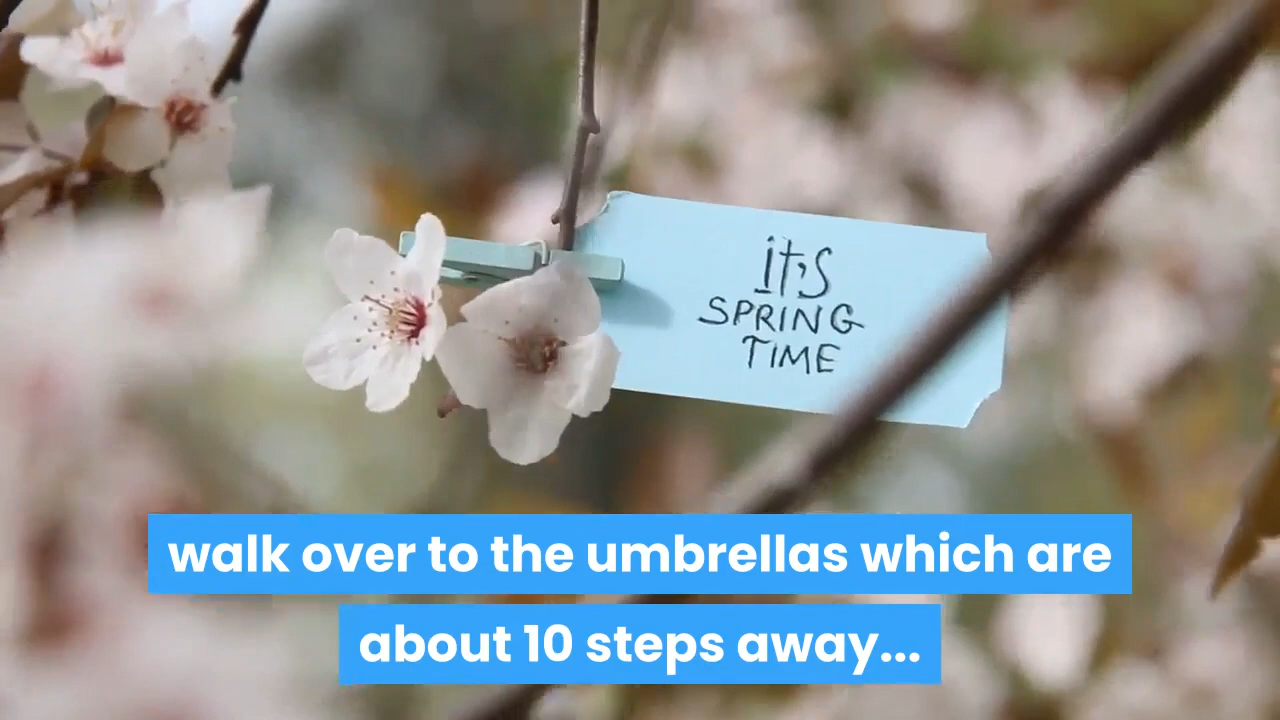 it's
SPRING
TIME
walk over to the umbrellas which are
about 10 steps away...